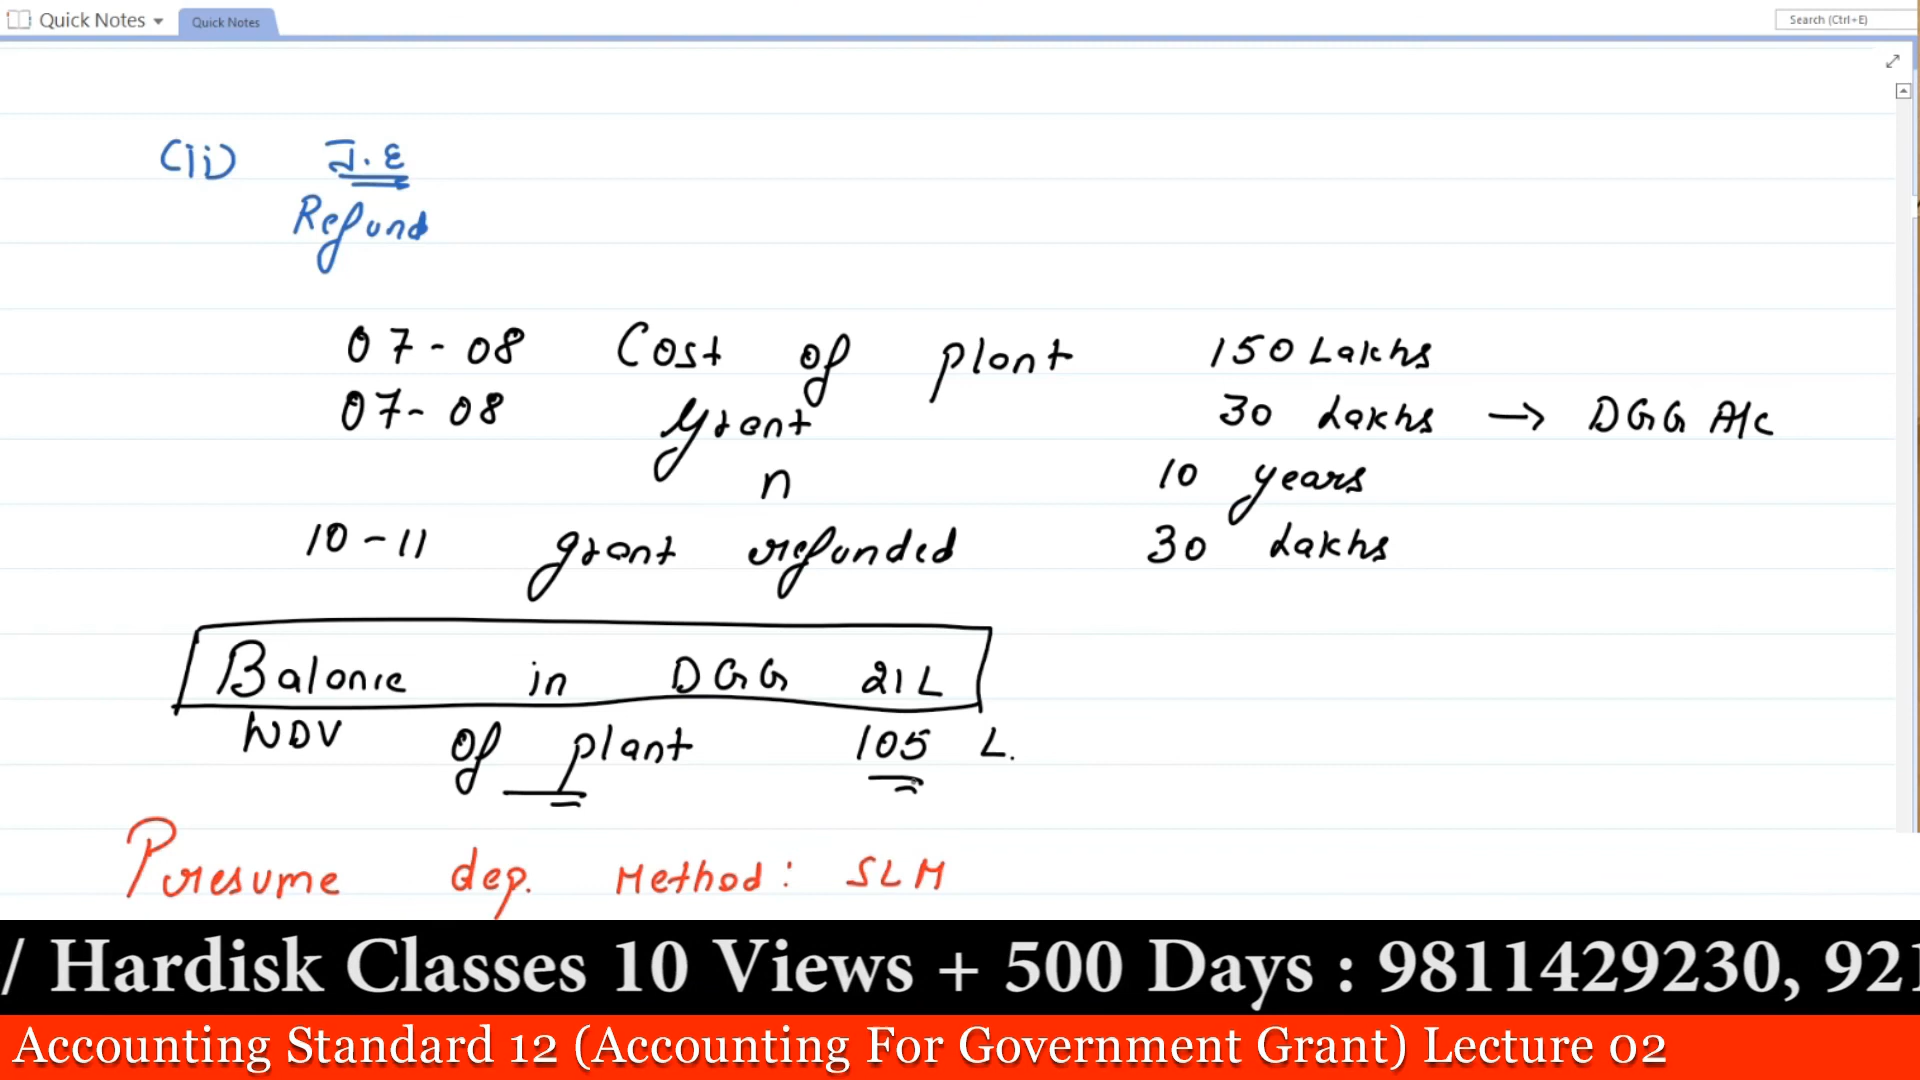 Quick Notes
Quick Notes
Search (Ctrl+E)
(ii) J.E
Refund
07-08 Cost of plant 150 Lakhs
07-08 Grant 30 Lakhs → DGG A/c
n 10 years
10-11 grant refunded 30 Lakhs
Balance in DGG 21L
WDV of plant 105 L.
Presume dep. Method: SLM
/ Hardisk Classes 10 Views + 500 Days : 9811429230, 921
Accounting Standard 12 (Accounting For Government Grant) Lecture 02